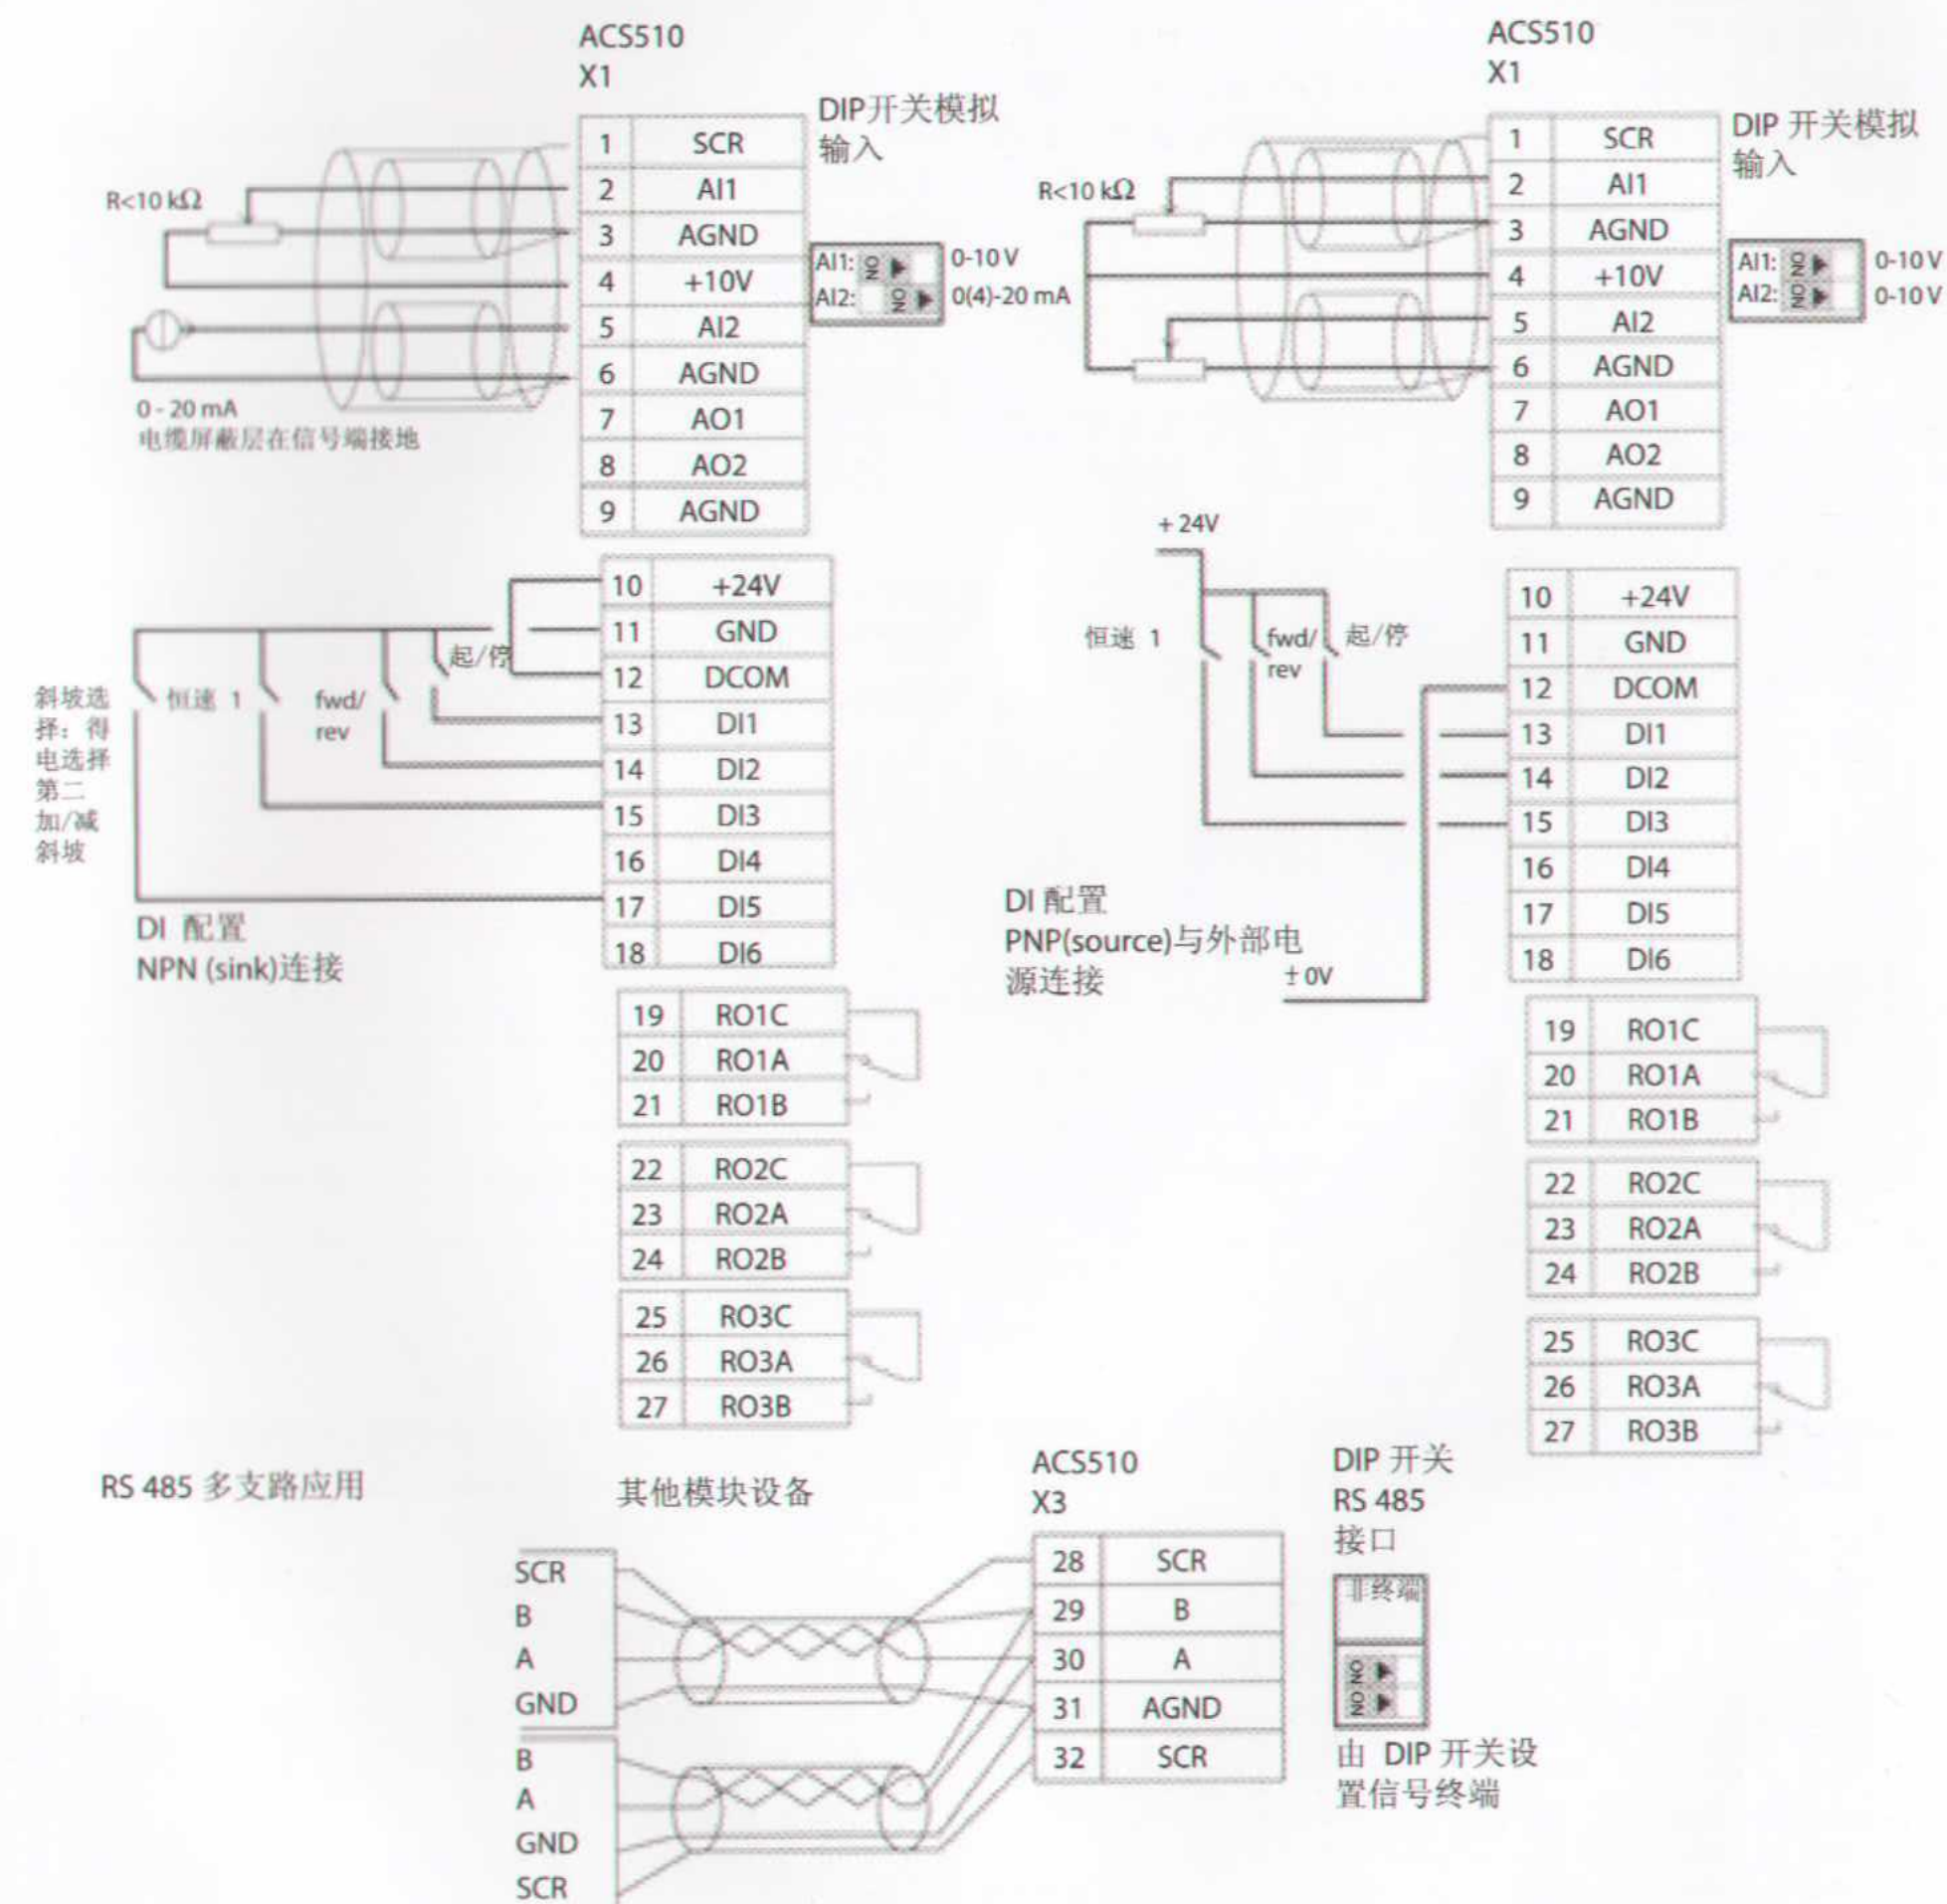 ACS510
X1
DIP开关模拟
输入
1 SCR
2 AI1
3 AGND
4 +10V
5 AI2
6 AGND
7 AO1
8 AO2
9 AGND
R<10 kΩ
AI1: ON 0-10 V
AI2: ON 0(4)-20 mA
0 - 20 mA
电缆屏蔽层在信号端接地
10 +24V
11 GND
12 DCOM
13 DI1
14 DI2
15 DI3
16 DI4
17 DI5
18 DI6
起/停
fwd/
rev
恒速 1
斜坡选
择：得
电选择
第二
加/减
斜坡
DI 配置
NPN (sink)连接
19 RO1C
20 RO1A
21 RO1B
22 RO2C
23 RO2A
24 RO2B
25 RO3C
26 RO3A
27 RO3B
ACS510
X1
DIP 开关模拟
输入
1 SCR
2 AI1
3 AGND
4 +10V
5 AI2
6 AGND
7 AO1
8 AO2
9 AGND
R<10 kΩ
AI1: ON 0-10 V
AI2: ON 0-10 V
+ 24V
恒速 1
fwd/
rev
起/停
10 +24V
11 GND
12 DCOM
13 DI1
14 DI2
15 DI3
16 DI4
17 DI5
18 DI6
DI 配置
PNP(source)与外部电
源连接
± 0V
19 RO1C
20 RO1A
21 RO1B
22 RO2C
23 RO2A
24 RO2B
25 RO3C
26 RO3A
27 RO3B
RS 485 多支路应用
其他模块设备
ACS510
X3
DIP 开关
RS 485
接口
SCR
B
A
GND
B
A
GND
SCR
28 SCR
29 B
30 A
31 AGND
32 SCR
终端
ON
ON
由 DIP 开关设
置信号终端